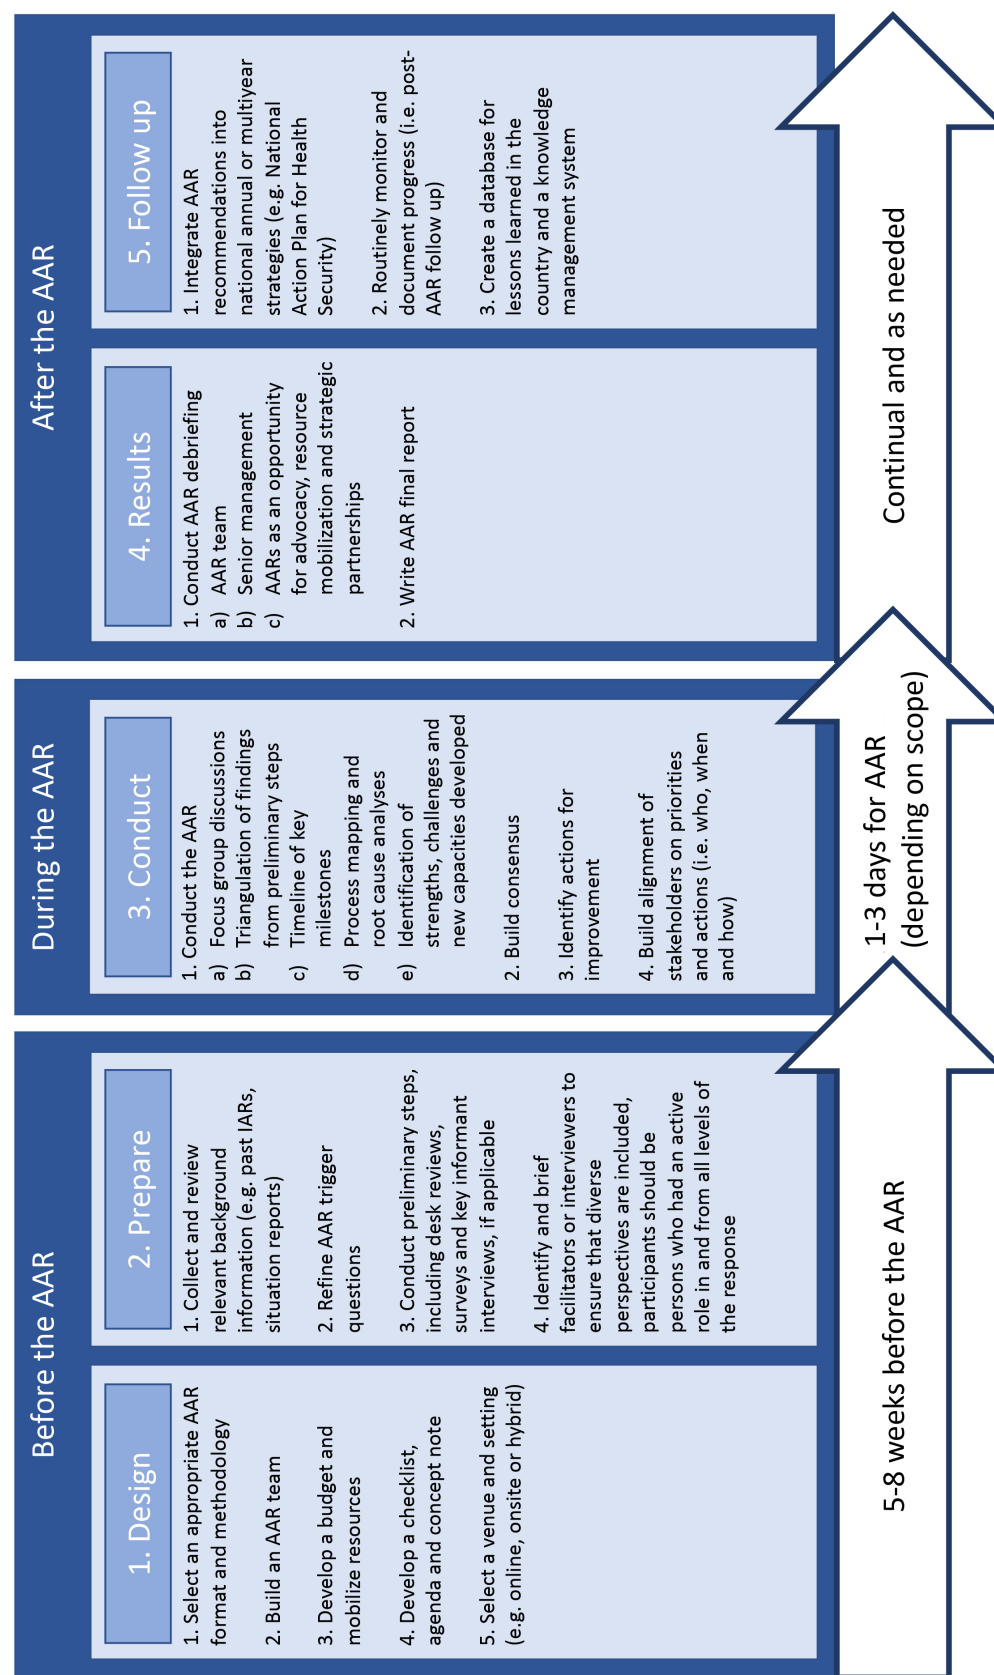 Before the AAR
1. Design
1. Select an appropriate AAR
format and methodology
2. Build an AAR team
3. Develop a budget and
mobilize resources
4. Develop a checklist,
agenda and concept note
5. Select a venue and setting
(e.g. online, onsite or hybrid)
2. Prepare
1. Collect and review
relevant background
information (e.g. past IARs,
situation reports)
2. Refine AAR trigger
questions
3. Conduct preliminary steps,
including desk reviews,
surveys and key informant
interviews, if applicable
4. Identify and brief
facilitators or interviewers to
ensure that diverse
perspectives are included,
participants should be
persons who had an active
role in and from all levels of
the response
During the AAR
3. Conduct
1. Conduct the AAR
a) Focus group discussions
b) Triangulation of findings
from preliminary steps
c) Timeline of key
milestones
d) Process mapping and
root cause analyses
e) Identification of
strengths, challenges and
new capacities developed
2. Build consensus
3. Identify actions for
improvement
4. Build alignment of
stakeholders on priorities
and actions (i.e. who, when
and how)
After the AAR
4. Results
1. Conduct AAR debriefing
a) AAR team
b) Senior management
c) AARs as an opportunity
for advocacy, resource
mobilization and strategic
partnerships
2. Write AAR final report
5. Follow up
1. Integrate AAR
recommendations into
national annual or multiyear
strategies (e.g. National
Action Plan for Health
Security)
2. Routinely monitor and
document progress (i.e. post-
AAR follow up)
3. Create a database for
lessons learned in the
country and a knowledge
management system
5-8 weeks before the AAR
1-3 days for AAR
(depending on scope)
Continual and as needed